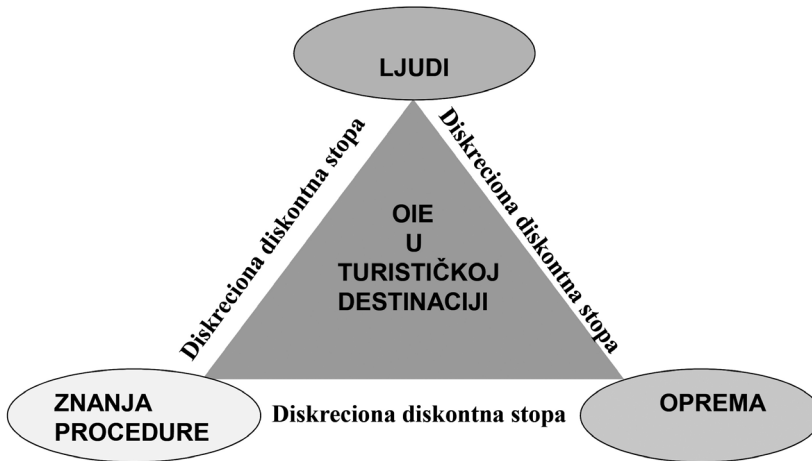 LJUDI
Diskreciona diskontna stopa
Diskreciona diskontna stopa
OIE
U
TURISTIČKOJ
DESTINACIJI
ZNANJA
PROCEDURE
Diskreciona diskontna stopa
OPREMA